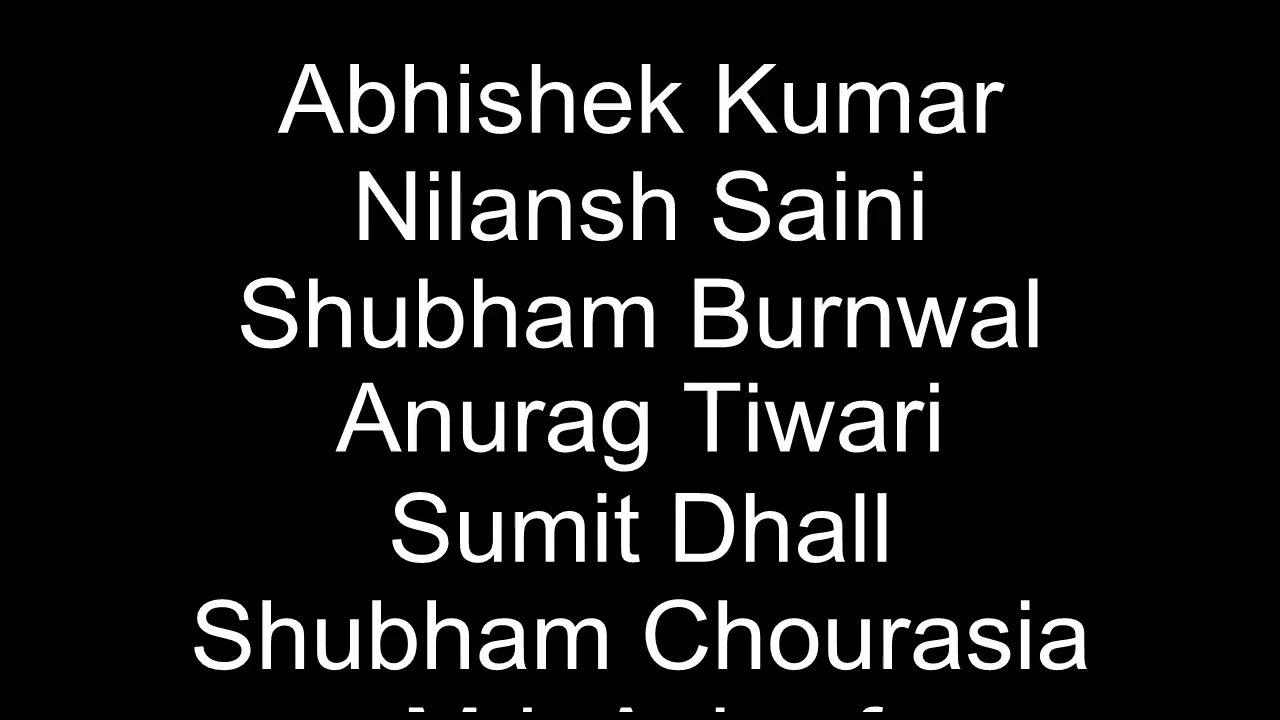 Abhishek Kumar
Nilansh Saini
Shubham Burnwal
Anurag Tiwari
Sumit Dhall
Shubham Chourasia